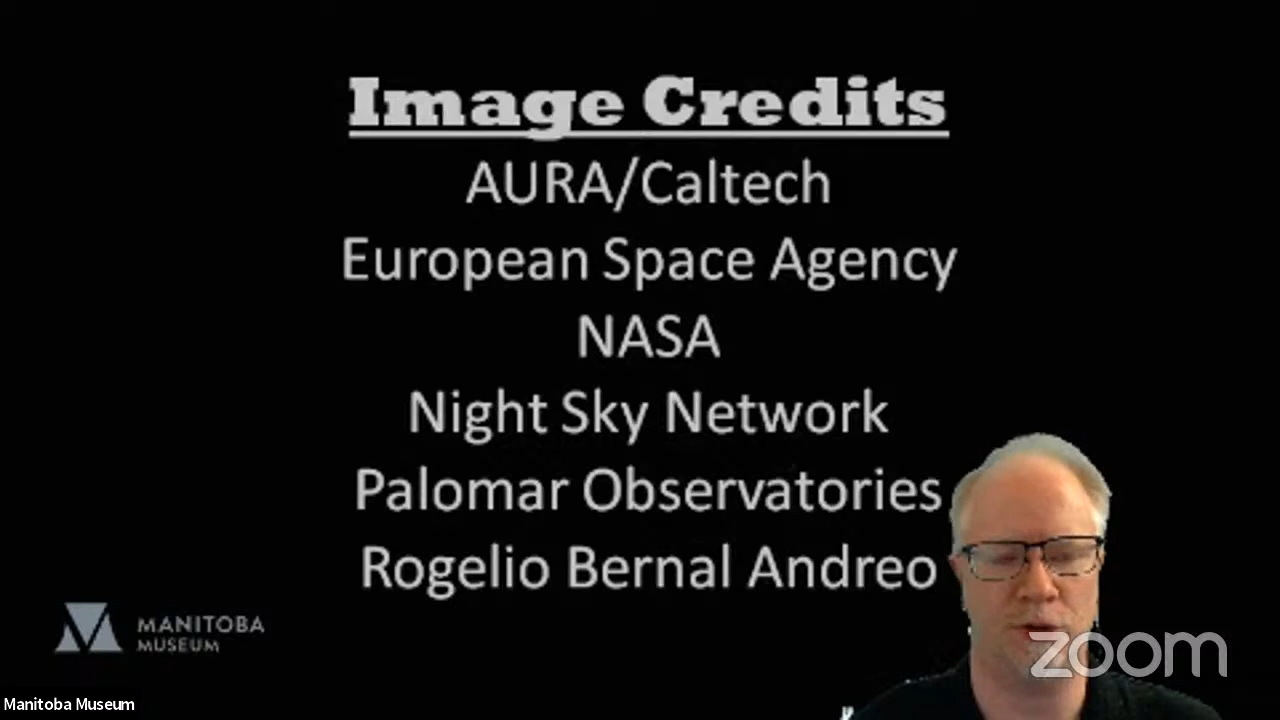 Image Credits
AURA/Caltech
European Space Agency
NASA
Night Sky Network
Palomar Observatories
Rogelio Bernal Andreo
MANITOBA
MUSEUM
zoom
Manitoba Museum